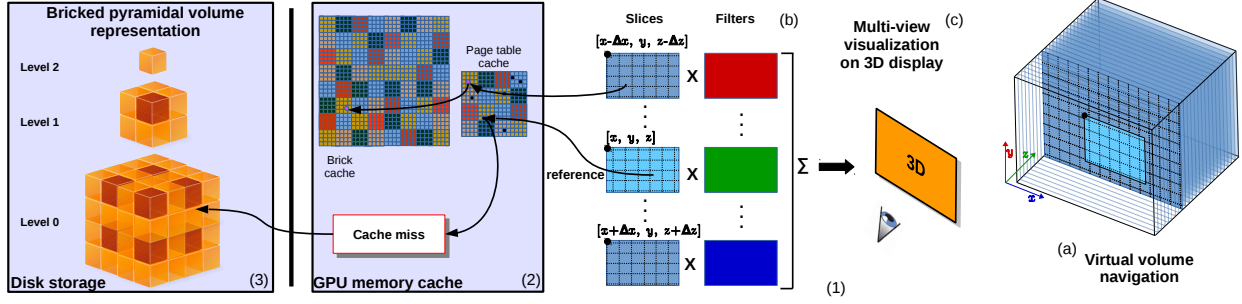 Bricked pyramidal volume
representation
Level 2
Level 1
Level 0
Disk storage
(3)
Page table
cache
Brick
cache
Cache miss
GPU memory cache
(2)
Slices
Filters
(b)
[x-Δx, y, z-Δz]
X
[x, y, z]
reference
X
[x+Δx, y, z+Δz]
X
Σ
(1)
Multi-view
visualization
on 3D display
(c)
3D
y
z
x
(a)
Virtual volume
navigation